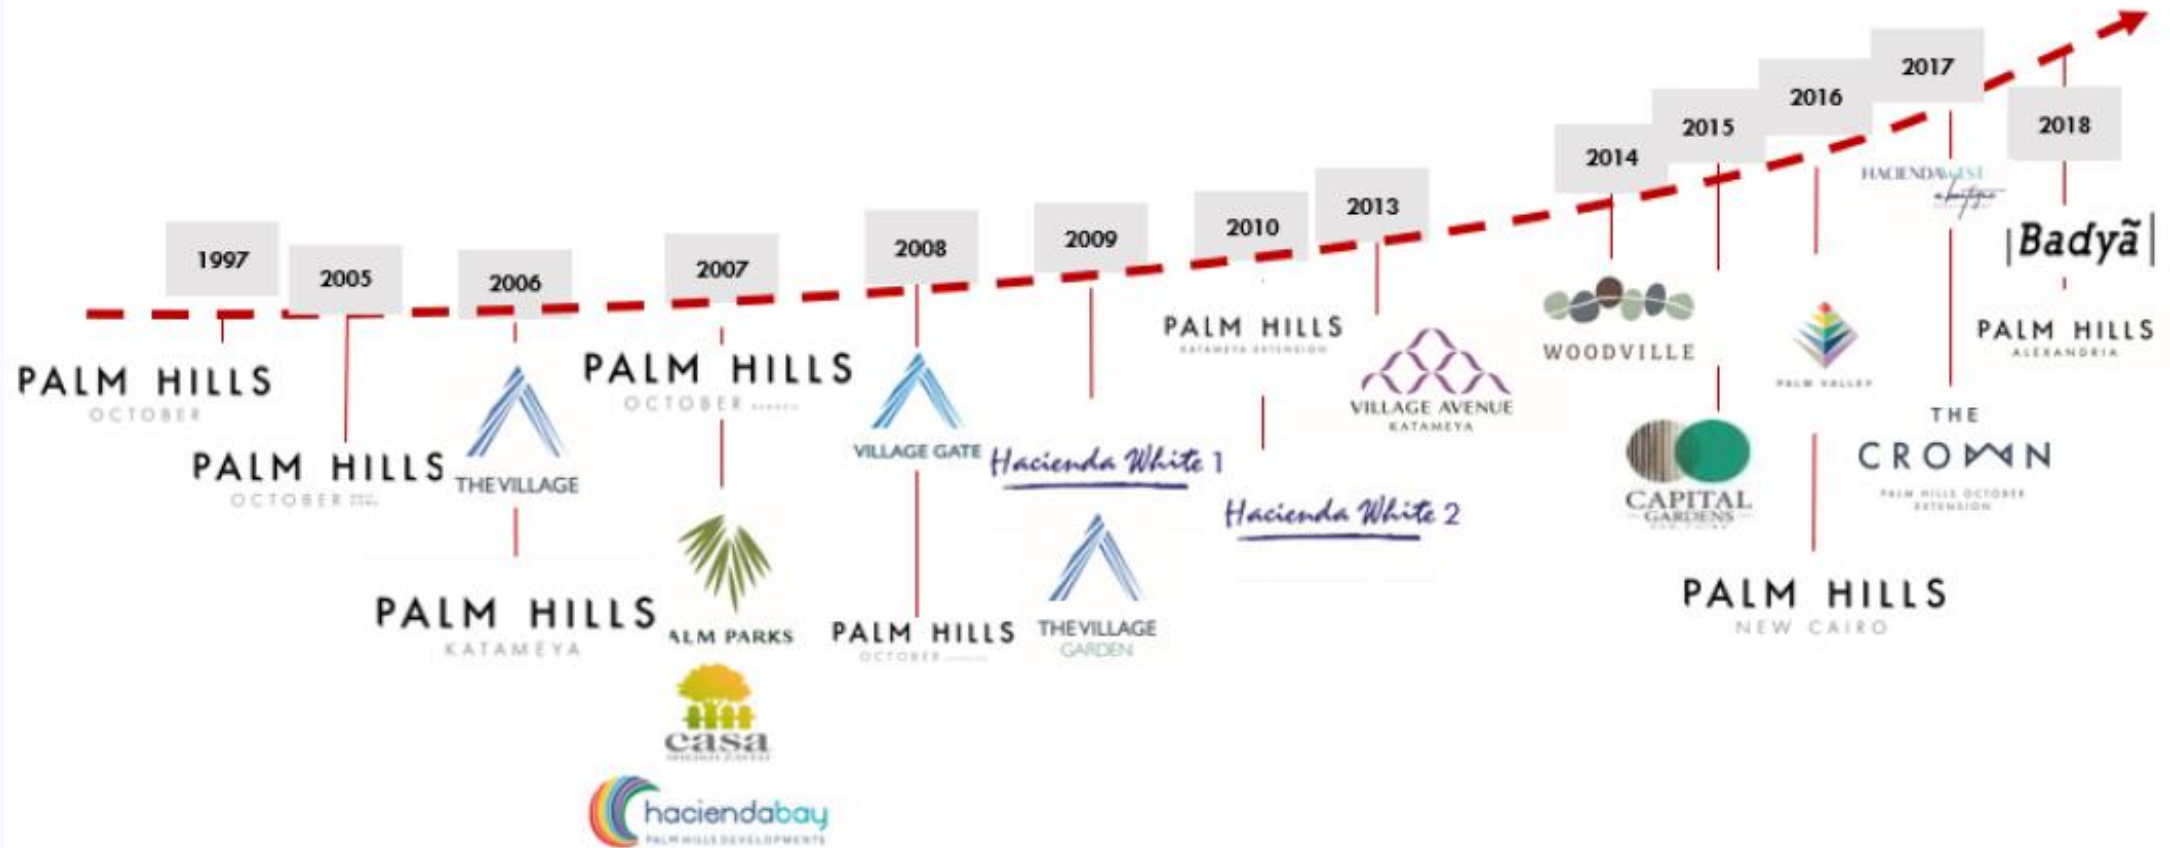 1997
PALM HILLS
OCTOBER
2005
PALM HILLS
OCTOBER
2006
THE VILLAGE
PALM HILLS
KATAMEYA
2007
PALM HILLS
OCTOBER
ALM PARKS
casa
haciendabay
PALM HILLS DEVELOPMENTS
2008
VILLAGE GATE
PALM HILLS
OCTOBER
2009
Hacienda White 1
THE VILLAGE
GARDEN
2010
PALM HILLS
KATAMEYA EXTENSION
Hacienda White 2
2013
VILLAGE AVENUE
KATAMEYA
2014
WOODVILLE
2015
CAPITAL
GARDENS
2016
PALM VALLEY
PALM HILLS
NEW CAIRO
2017
HACIENDA WEST
THE
CROWN
PALM HILLS OCTOBER
EXTENSION
2018
Badyã
PALM HILLS
ALEXANDRIA